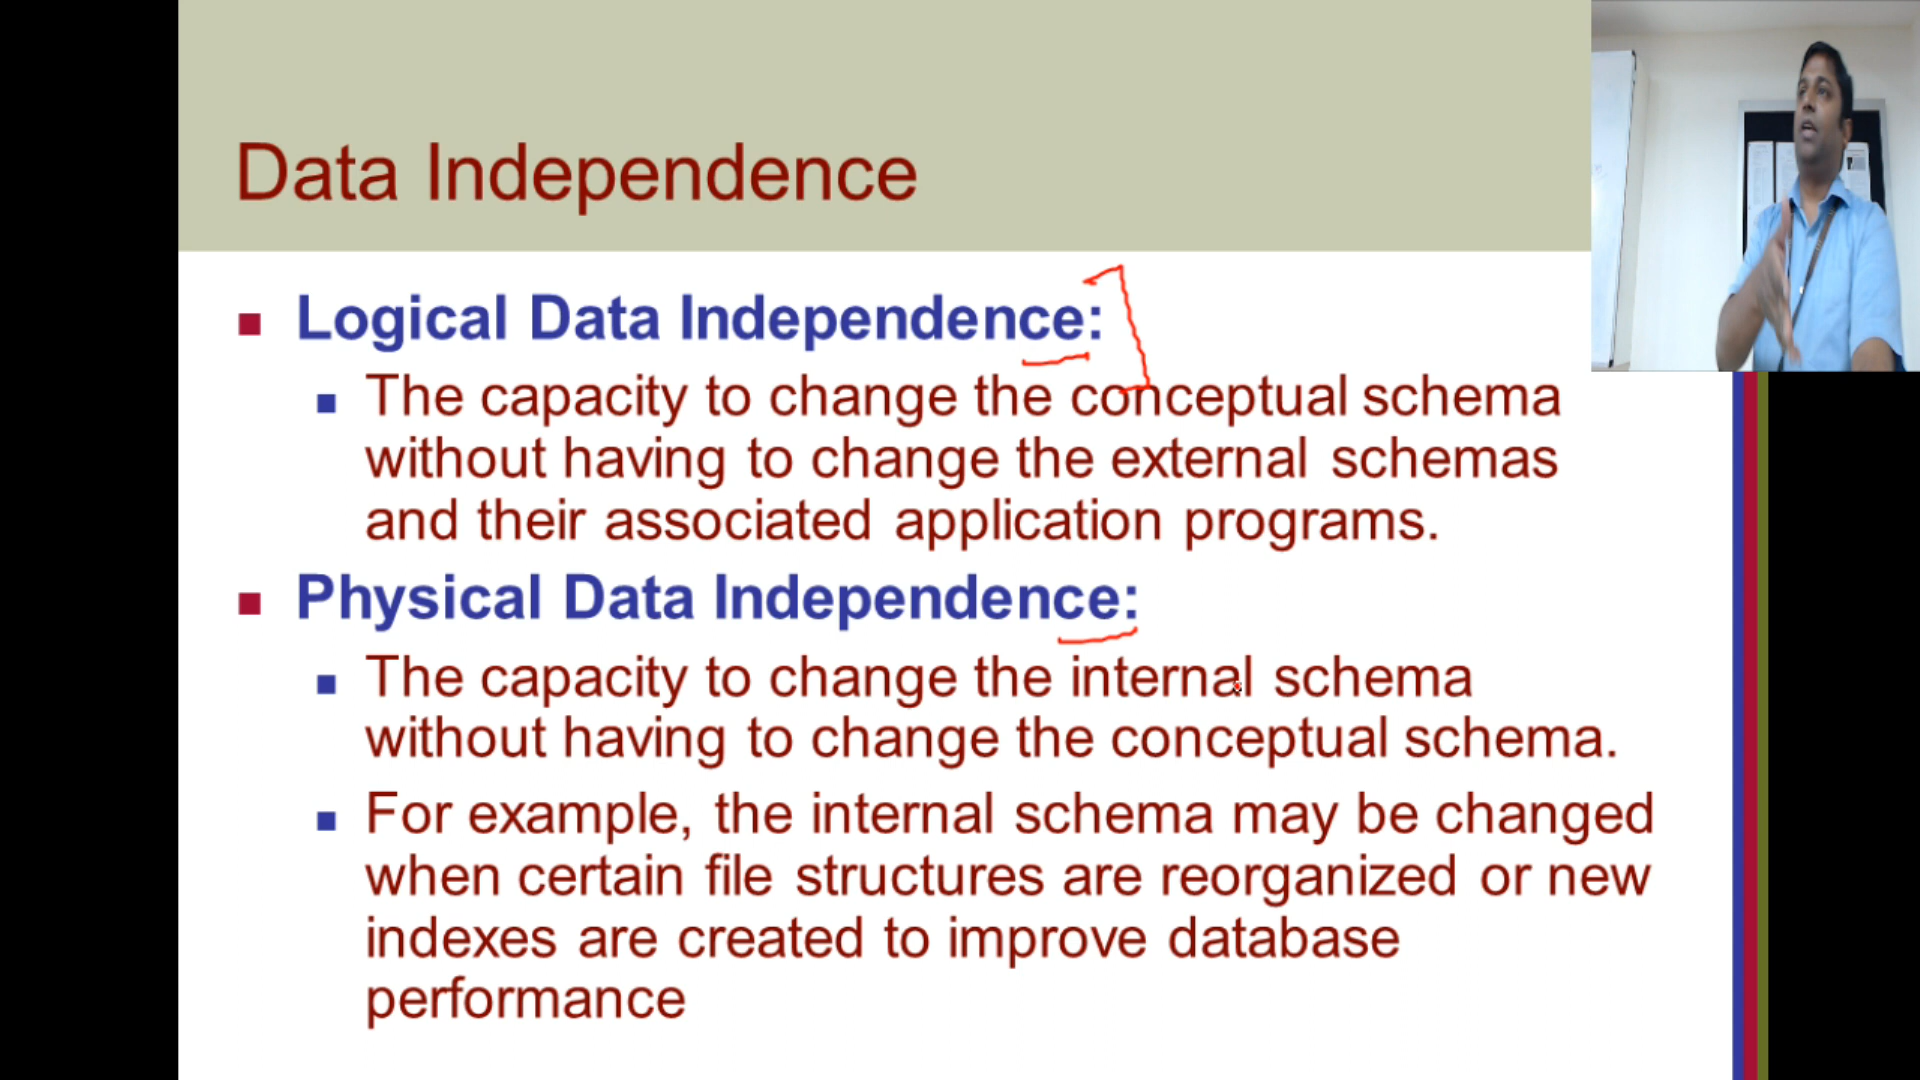 Data Independence
Logical Data Independence:
The capacity to change the conceptual schema
without having to change the external schemas
and their associated application programs.
Physical Data Independence:
The capacity to change the internal schema
without having to change the conceptual schema.
For example, the internal schema may be changed
when certain file structures are reorganized or new
indexes are created to improve database
performance